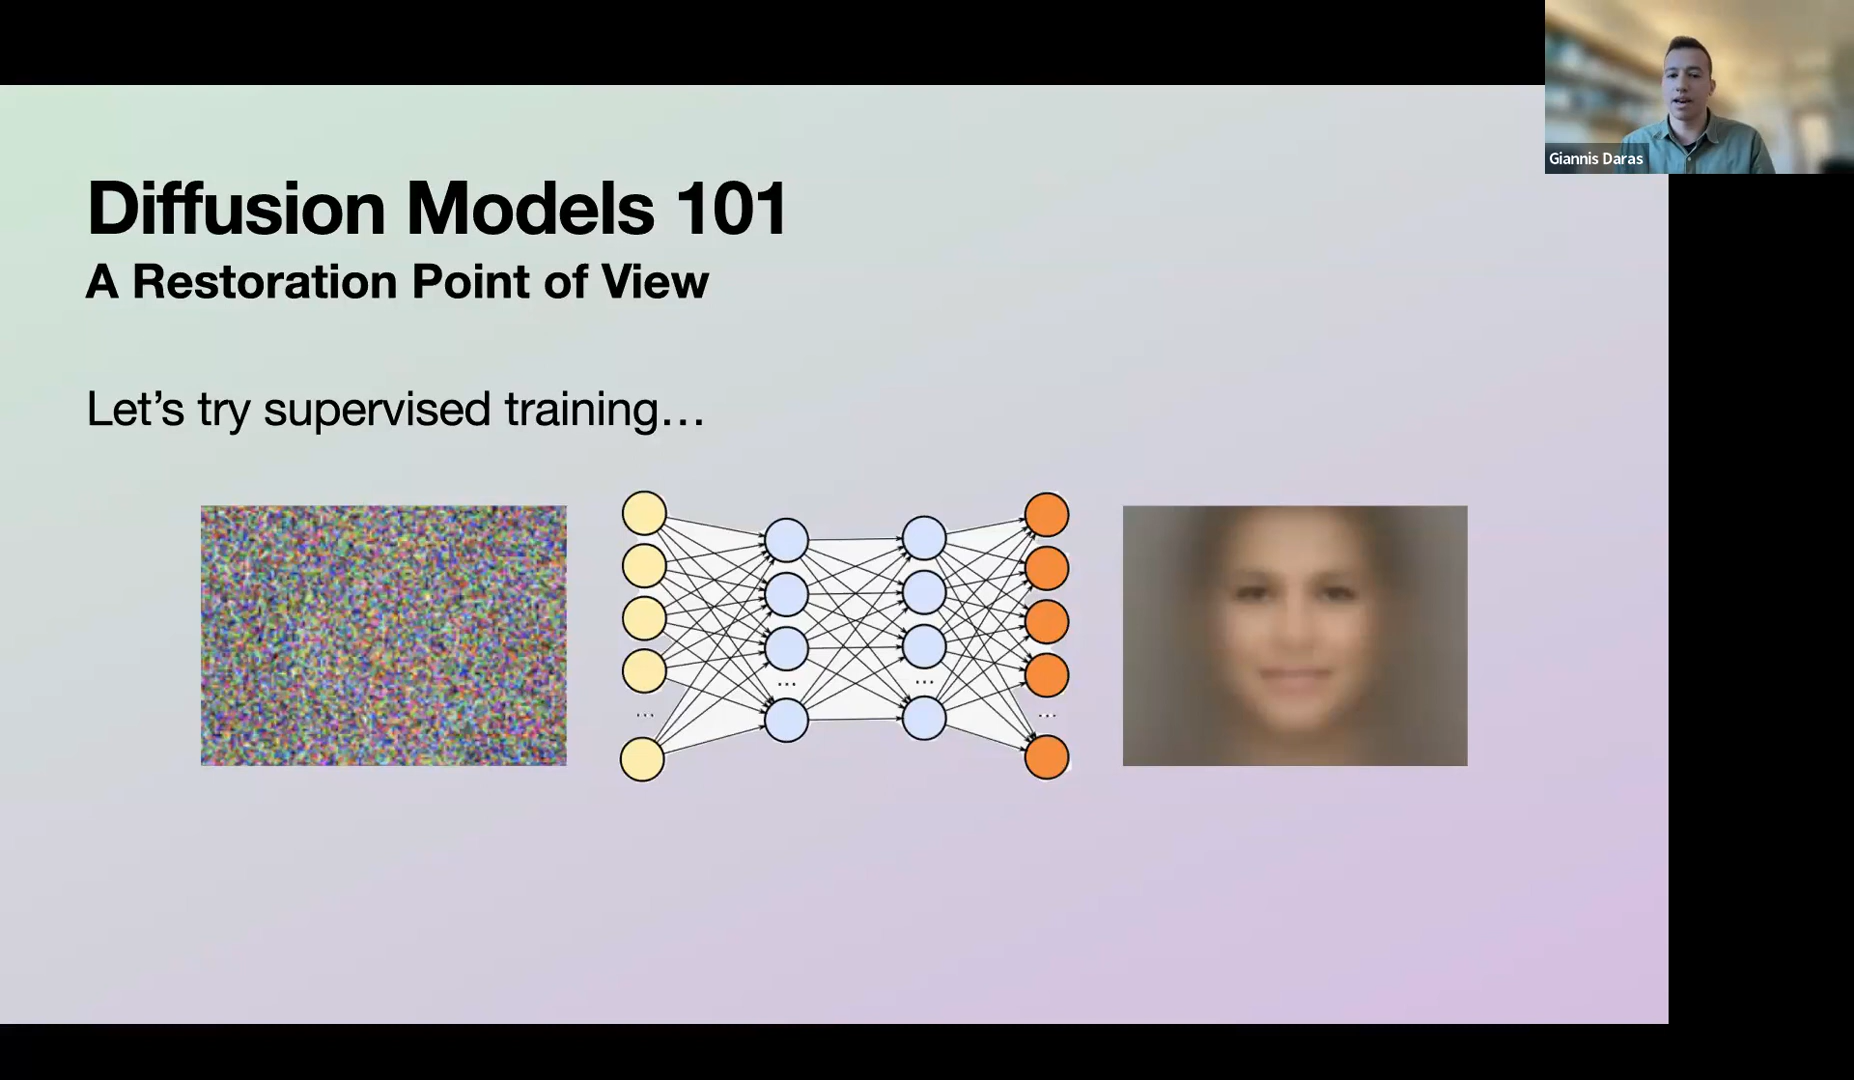 Giannis Daras
Diffusion Models 101
A Restoration Point of View
Let’s try supervised training…
...
...
...
...